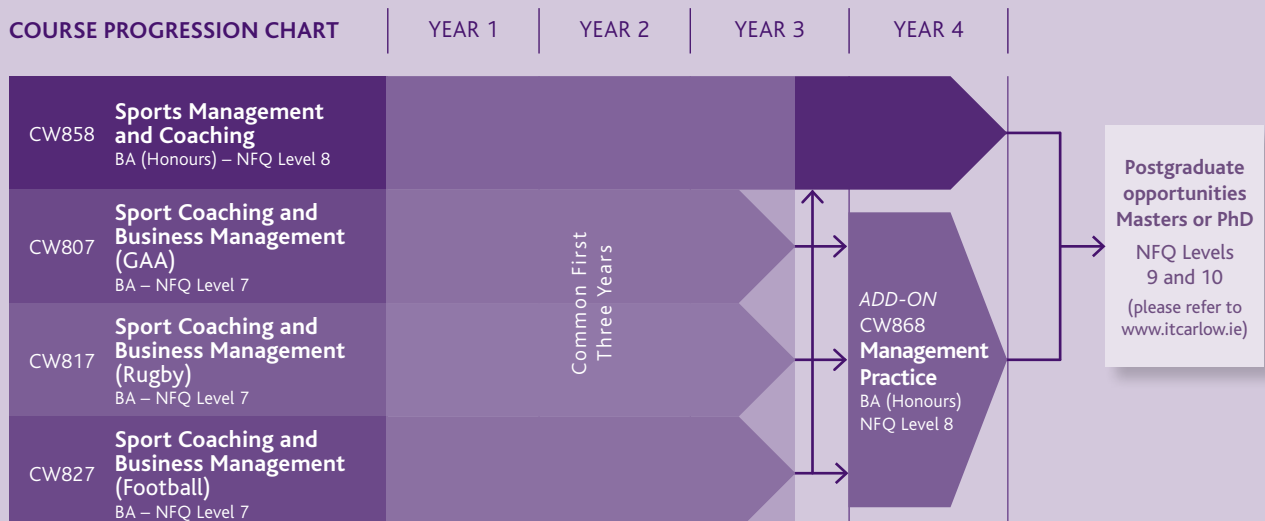 COURSE PROGRESSION CHART
YEAR 1
YEAR 2
YEAR 3
YEAR 4
CW858
Sports Management
and Coaching
BA (Honours) – NFQ Level 8
CW807
Sport Coaching and
Business Management
(GAA)
BA – NFQ Level 7
CW817
Sport Coaching and
Business Management
(Rugby)
BA – NFQ Level 7
CW827
Sport Coaching and
Business Management
(Football)
BA – NFQ Level 7
Common First
Three Years
ADD-ON
CW868
Management
Practice
BA (Honours)
NFQ Level 8
Postgraduate
opportunities
Masters or PhD
NFQ Levels
9 and 10
(please refer to
www.itcarlow.ie)